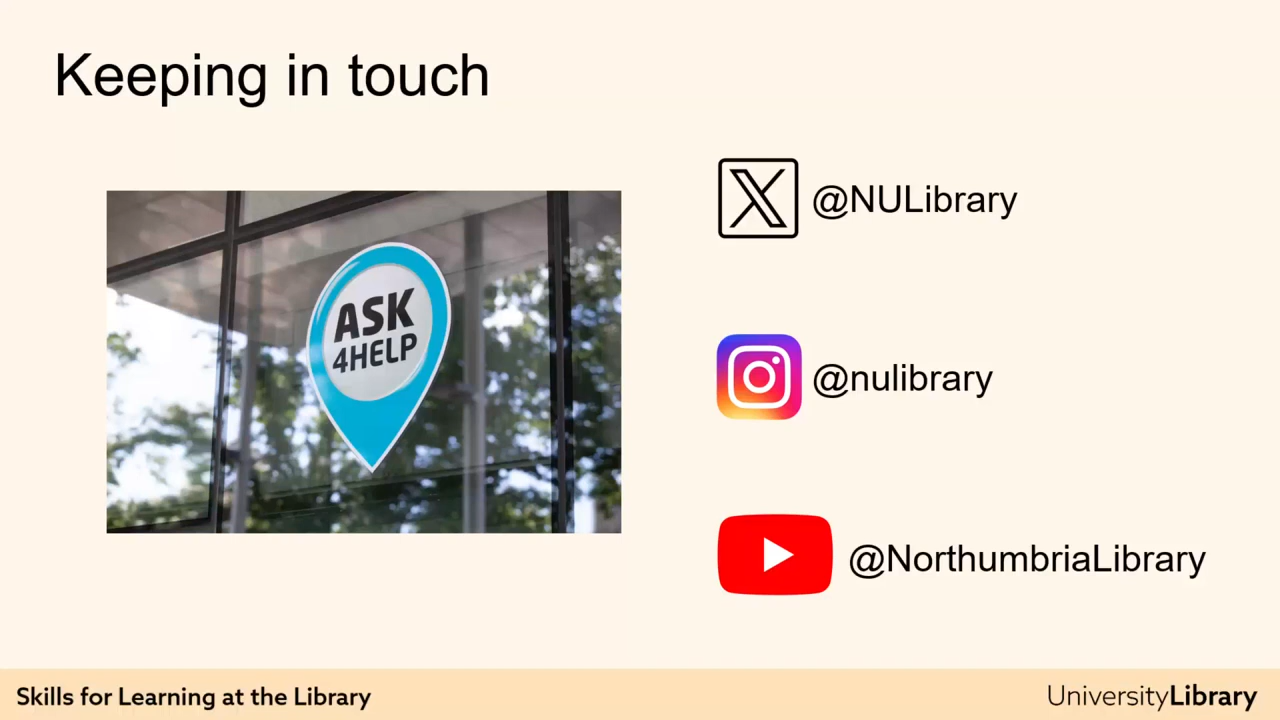 Keeping in touch
ASK
4HELP
@NULibrary
@nulibrary
@NorthumbriaLibrary
Skills for Learning at the Library
UniversityLibrary